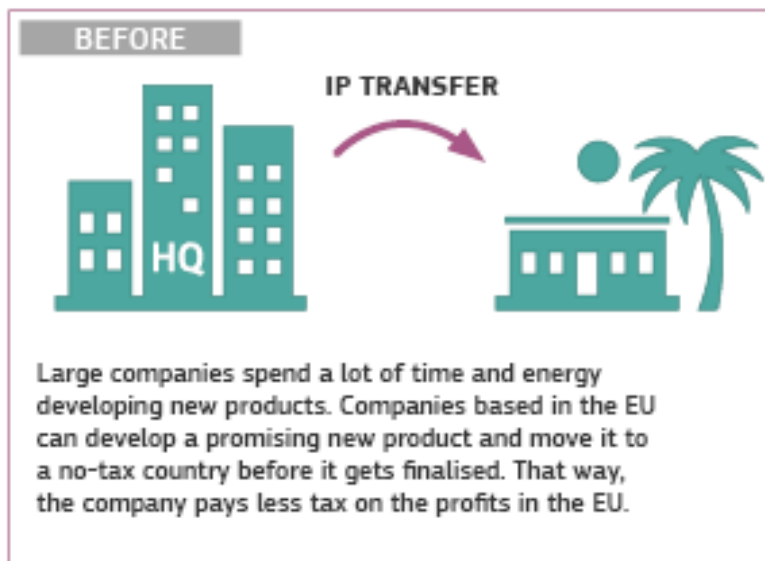 BEFORE
IP TRANSFER
HQ
Large companies spend a lot of time and energy
developing new products. Companies based in the EU
can develop a promising new product and move it to
a no-tax country before it gets finalised. That way,
the company pays less tax on the profits in the EU.